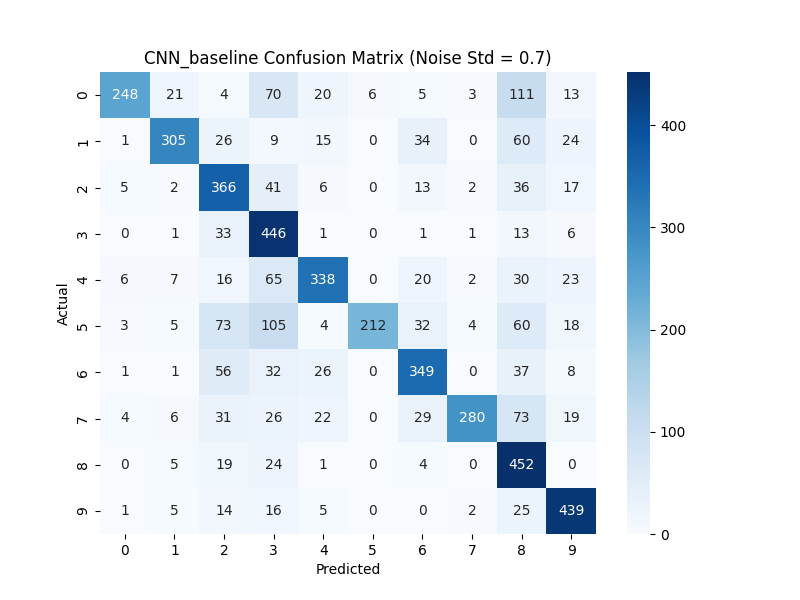 CNN_baseline Confusion Matrix (Noise Std = 0.7)
0 248 21 4 70 20 6 5 3 111 13
1 1 305 26 9 15 0 34 0 60 24
2 5 2 366 41 6 0 13 2 36 17
3 0 1 33 446 1 0 1 1 13 6
4 6 7 16 65 338 0 20 2 30 23
5 3 5 73 105 4 212 32 4 60 18
6 1 1 56 32 26 0 349 0 37 8
7 4 6 31 26 22 0 29 280 73 19
8 0 5 19 24 1 0 4 0 452 0
9 1 5 14 16 5 0 0 2 25 439
0 1 2 3 4 5 6 7 8 9
Predicted
Actual
400
300
200
100
0